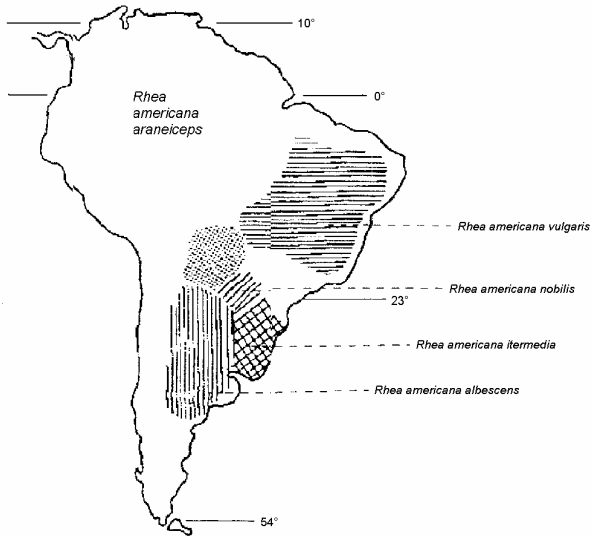 10°
0°
Rhea
americana
araneiceps
Rhea americana vulgaris
Rhea americana nobilis
23°
Rhea americana itermedia
Rhea americana albescens
54°